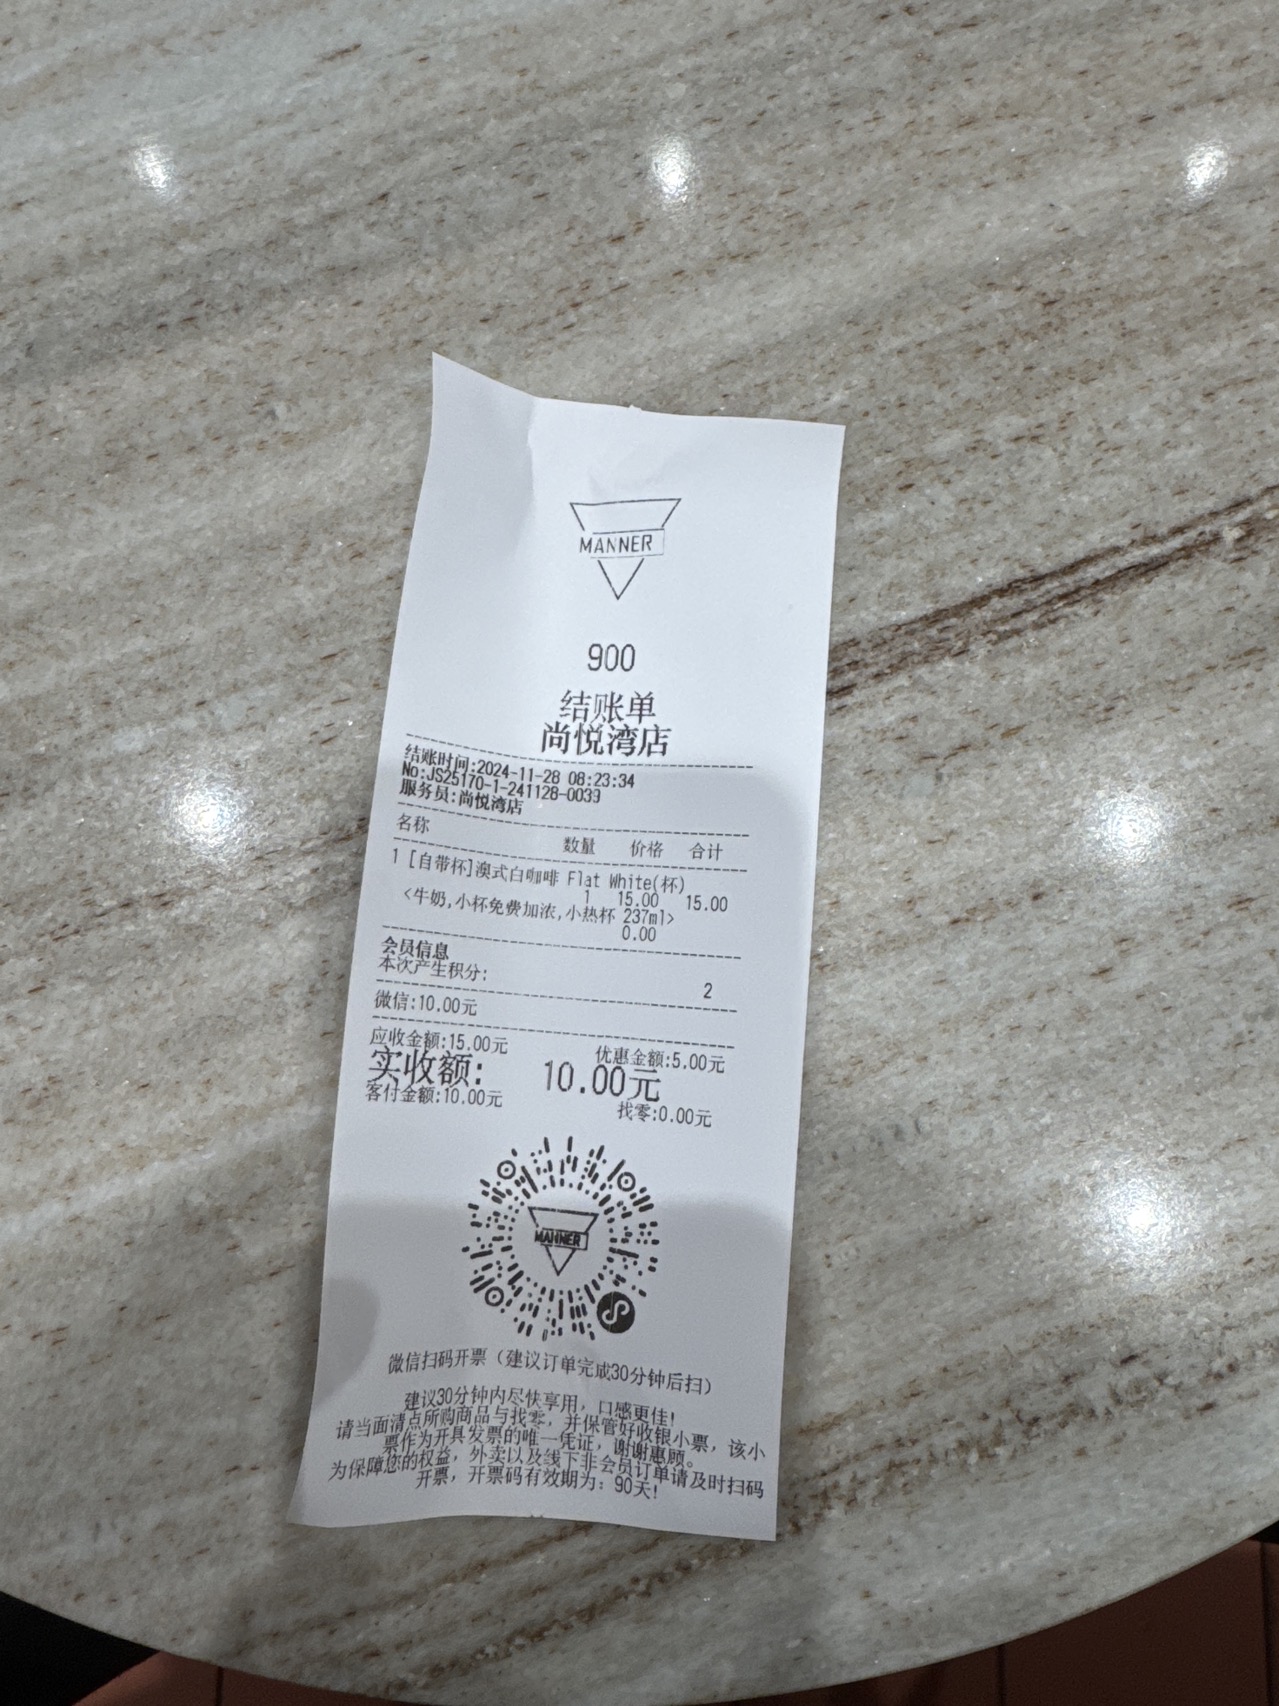 MANNER
900
结账单
尚悦湾店
结账时间:2024-11-28 08:23:34
No:JS25170-1-241128-0039
服务员:尚悦湾店
名称 数量 价格 合计
1 [自带杯]澳式白咖啡 Flat White(杯)
1 15.00 15.00
<牛奶,小杯免费加浓,小热杯 237ml>
0.00
会员信息
本次产生积分: 2
微信:10.00元
应收金额:15.00元 优惠金额:5.00元
实收额: 10.00元
客付金额:10.00元 找零:0.00元
MANNER
微信扫码开票（建议订单完成30分钟后扫）
建议30分钟内尽快享用，口感更佳!
请当面清点所购商品与找零，并保管好收银小票，该小
票作为开具发票的唯一凭证，谢谢惠顾。
为保障您的权益，外卖以及线下非会员订单请及时扫码
开票，开票码有效期为: 90天!